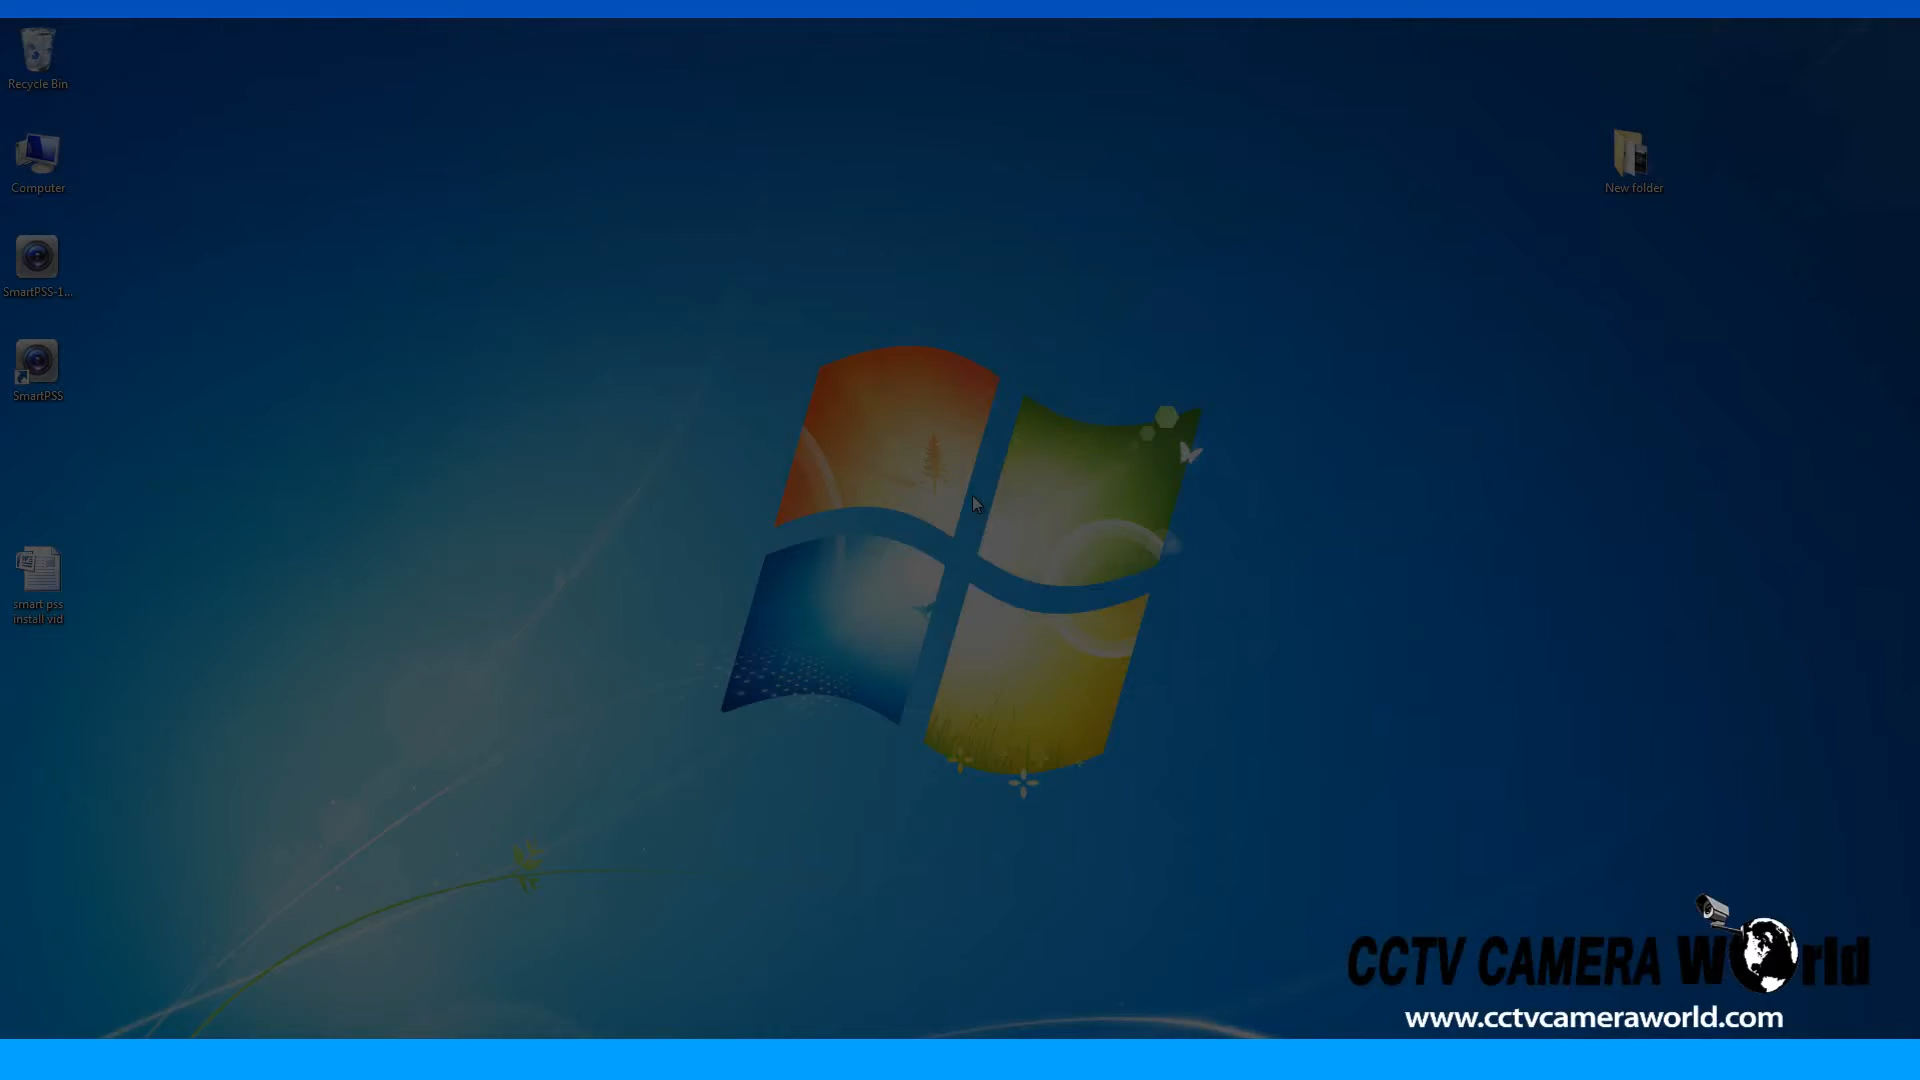 Recycle Bin
Computer
SmartPSS-1...
SmartPSS
smart pss
install vid
New folder
CCTV CAMERA World
www.cctvcameraworld.com